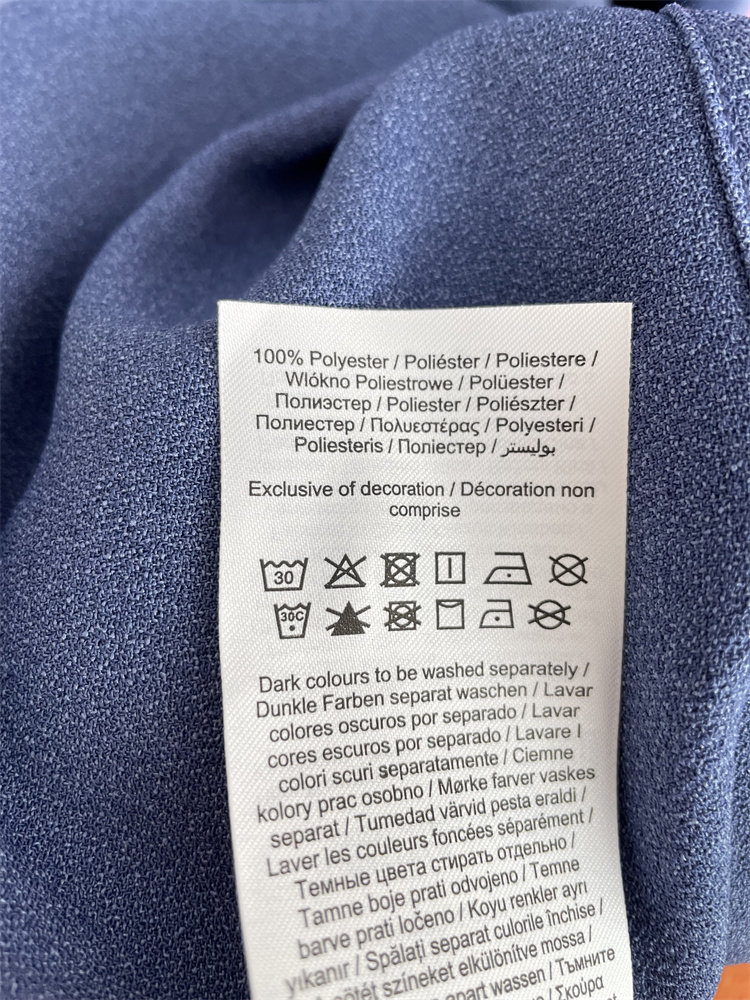 100% Polyester / Poliéster / Poliestere /
Wlókno Poliestrowe / Polüester /
Полиэстер / Poliester / Poliészter /
Полиестер / Πολυεστέρας / Polyesteri /
Poliesteris / Поліестер / بوليستر
Exclusive of decoration / Décoration non
comprise
30
30C
Dark colours to be washed separately /
Dunkle Farben separat waschen / Lavar
colores oscuros por separado / Lavar
cores escuros por separado / Lavare I
colori scuri separatamente / Ciemne
kolory prac osobno / Mørke farver vaskes
separat / Tumedad värvid pesta eraldi /
Laver les couleurs foncées séparément /
Темные цвета стирать отдельно /
Tamne boje prati odvojeno / Temne
barve prati ločeno / Koyu renkler ayrı
yıkanır / Spălați separat culorile închise /
színeket elkülönítve mossa /
apart wassen / Тъмните
/ Σκούρα